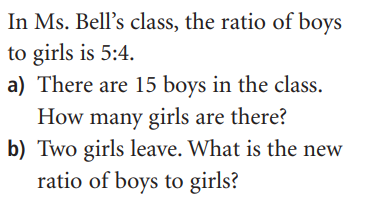 In Ms. Bell’s class, the ratio of boys
to girls is 5:4.
a) There are 15 boys in the class.
How many girls are there?
b) Two girls leave. What is the new
ratio of boys to girls?